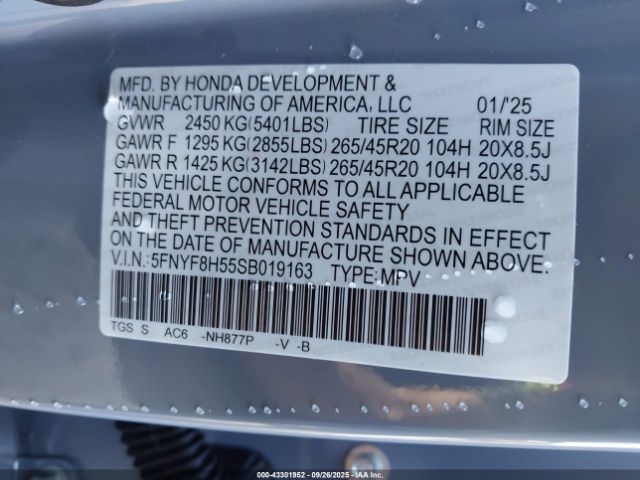 MFD. BY HONDA DEVELOPMENT &
MANUFACTURING OF AMERICA, LLC 01/'25
GVWR 2450 KG(5401LBS) TIRE SIZE RIM SIZE
GAWR F 1295 KG(2855LBS) 265/45R20 104H 20X8.5J
GAWR R 1425 KG(3142LBS) 265/45R20 104H 20X8.5J
THIS VEHICLE CONFORMS TO ALL APPLICABLE
FEDERAL MOTOR VEHICLE SAFETY
AND THEFT PREVENTION STANDARDS IN EFFECT
ON THE DATE OF MANUFACTURE SHOWN ABOVE.
V.I.N.:5FNYF8H55SB019163 TYPE:MPV
TGS S AC6 -NH877P -V -B
000-43301952 - 09/26/2025 - IAAI.COM